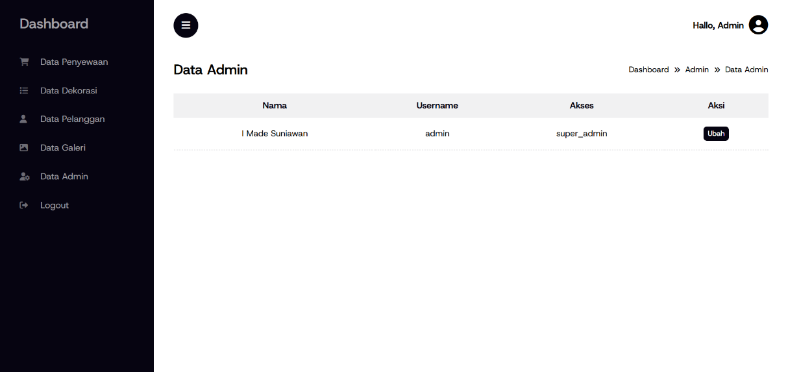 Dashboard
Data Penyewaan
Data Dekorasi
Data Pelanggan
Data Galeri
Data Admin
Logout
Hallo, Admin
Data Admin
Dashboard » Admin » Data Admin
Nama Username Akses Aksi
I Made Suniawan admin super_admin Ubah